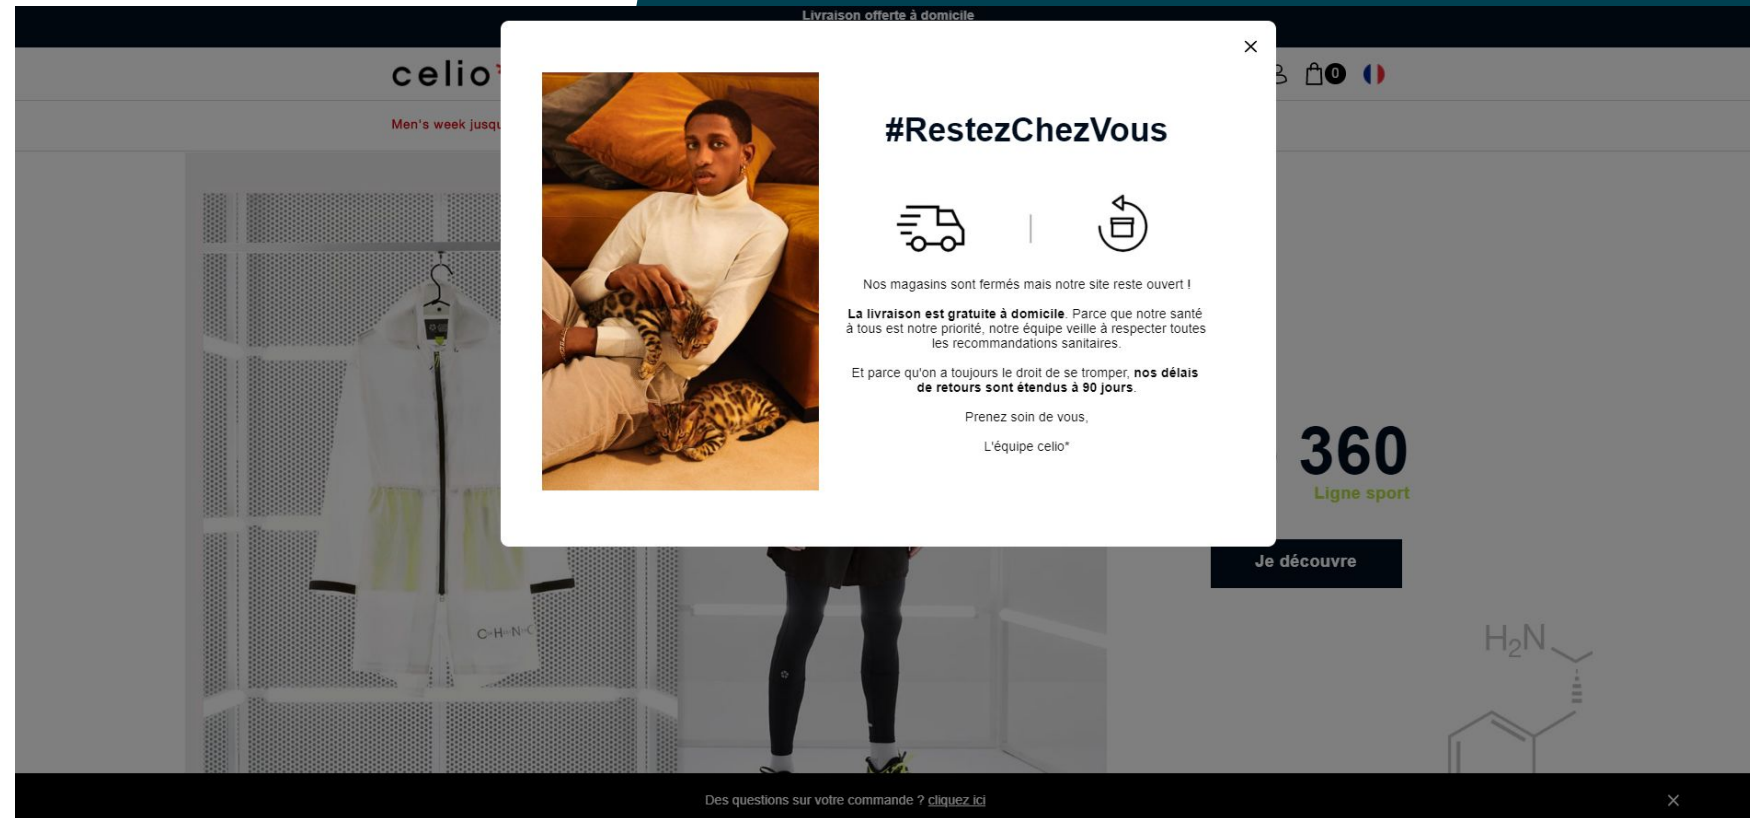 Livraison offerte à domicile
celio*
0
Men's week
#RestezChezVous
Nos magasins sont fermés mais notre site reste ouvert !
La livraison est gratuite à domicile. Parce que notre santé
à tous est notre priorité, notre équipe veille à respecter toutes
les recommandations sanitaires.
Et parce qu'on a toujours le droit de se tromper, nos délais
de retours sont étendus à 90 jours.
Prenez soin de vous,
L'équipe celio*
360
Ligne sport
Je découvre
C-H-N-C
H2N
Des questions sur votre commande ? cliquez ici